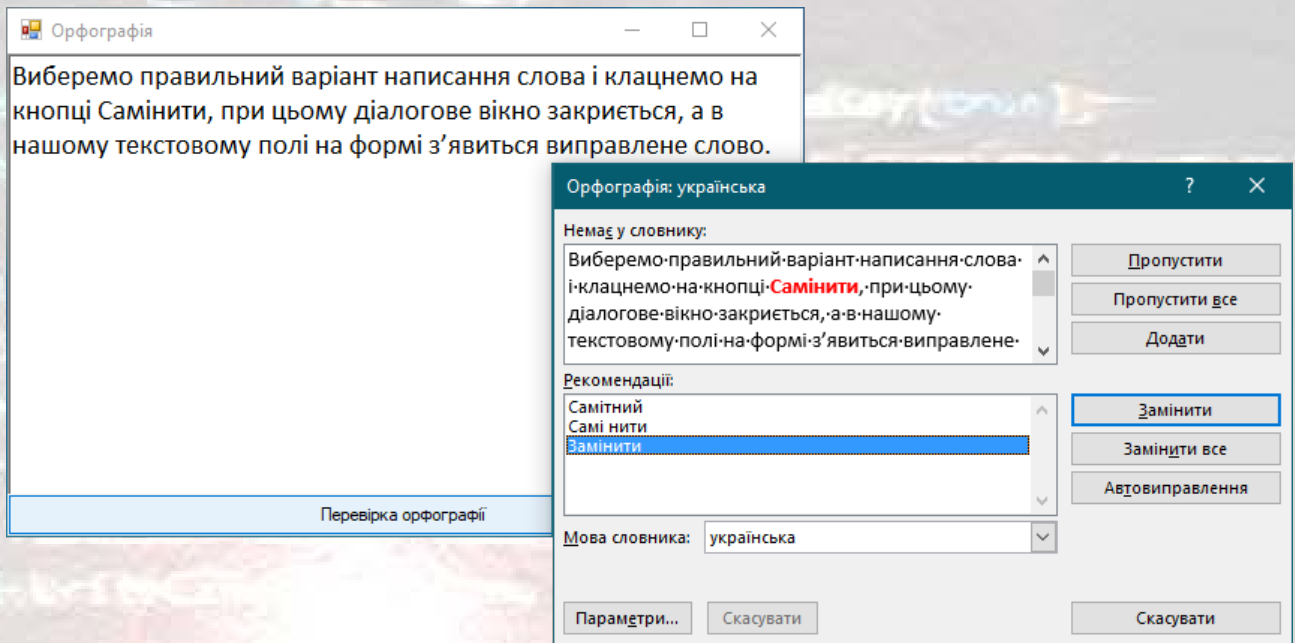 Орфографія
Виберемо правильний варіант написання слова і клацнемо на
кнопці Самінити, при цьому діалогове вікно закриється, а в
нашому текстовому полі на формі з’явиться виправлене слово.
Перевірка орфографії
Орфографія: українська
?
Немає у словнику:
Виберемо·правильний·варіант·написання·слова·
і·клацнемо·на·кнопці·Самінити,·при·цьому·
діалогове·вікно·закриється,·а·в·нашому·
текстовому·полі·на·формі·з’явиться·виправлене·
Пропустити
Пропустити все
Додати
Рекомендації:
Самітний
Самі нити
Замінити
Замінити
Замінити все
Автовиправлення
Мова словника:
українська
Параметри...
Скасувати
Скасувати